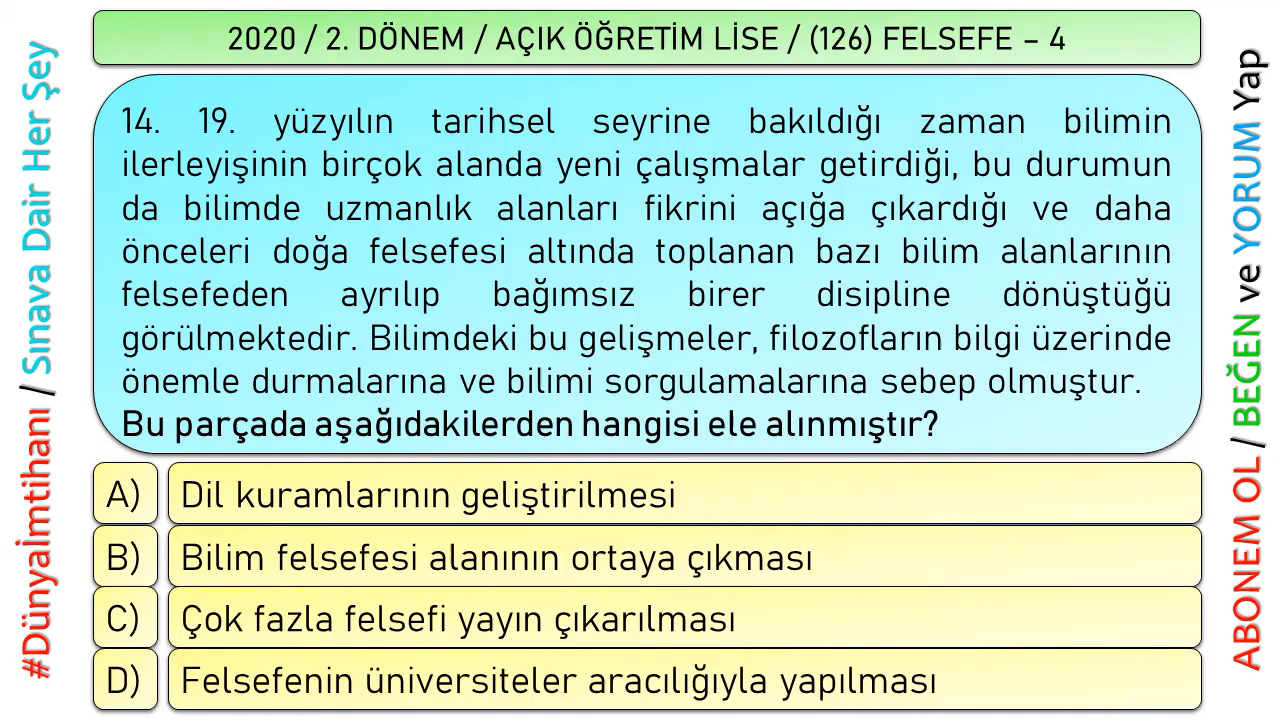 2020 / 2. DÖNEM / AÇIK ÖĞRETİM LİSE / (126) FELSEFE – 4
#Dünyaİmtihanı / Sınava Dair Her Şey
14. 19. yüzyılın tarihsel seyrine bakıldığı zaman bilimin
ilerleyişinin birçok alanda yeni çalışmalar getirdiği, bu durumun
da bilimde uzmanlık alanları fikrini açığa çıkardığı ve daha
önceleri doğa felsefesi altında toplanan bazı bilim alanlarının
felsefeden ayrılıp bağımsız birer disipline dönüştüğü
görülmektedir. Bilimdeki bu gelişmeler, filozofların bilgi üzerinde
önemle durmalarına ve bilimi sorgulamalarına sebep olmuştur.
Bu parçada aşağıdakilerden hangisi ele alınmıştır?
A) Dil kuramlarının geliştirilmesi
B) Bilim felsefesi alanının ortaya çıkması
C) Çok fazla felsefi yayın çıkarılması
D) Felsefenin üniversiteler aracılığıyla yapılması
ABONEM OL / BEĞEN ve YORUM Yap